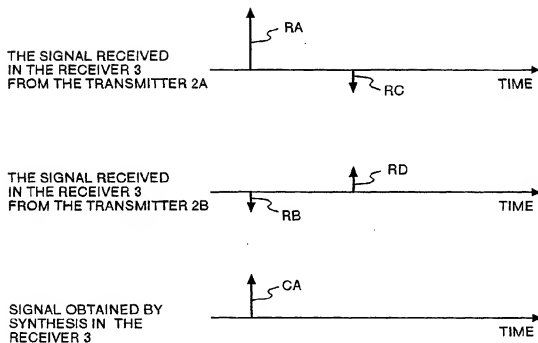 RA
THE SIGNAL RECEIVED
IN THE RECEIVER 3
FROM THE TRANSMITTER 2A
RC
TIME
THE SIGNAL RECEIVED
IN THE RECEIVER 3
FROM THE TRANSMITTER 2B
RD
RB
TIME
CA
SIGNAL OBTAINED BY
SYNTHESIS IN THE
RECEIVER 3
TIME